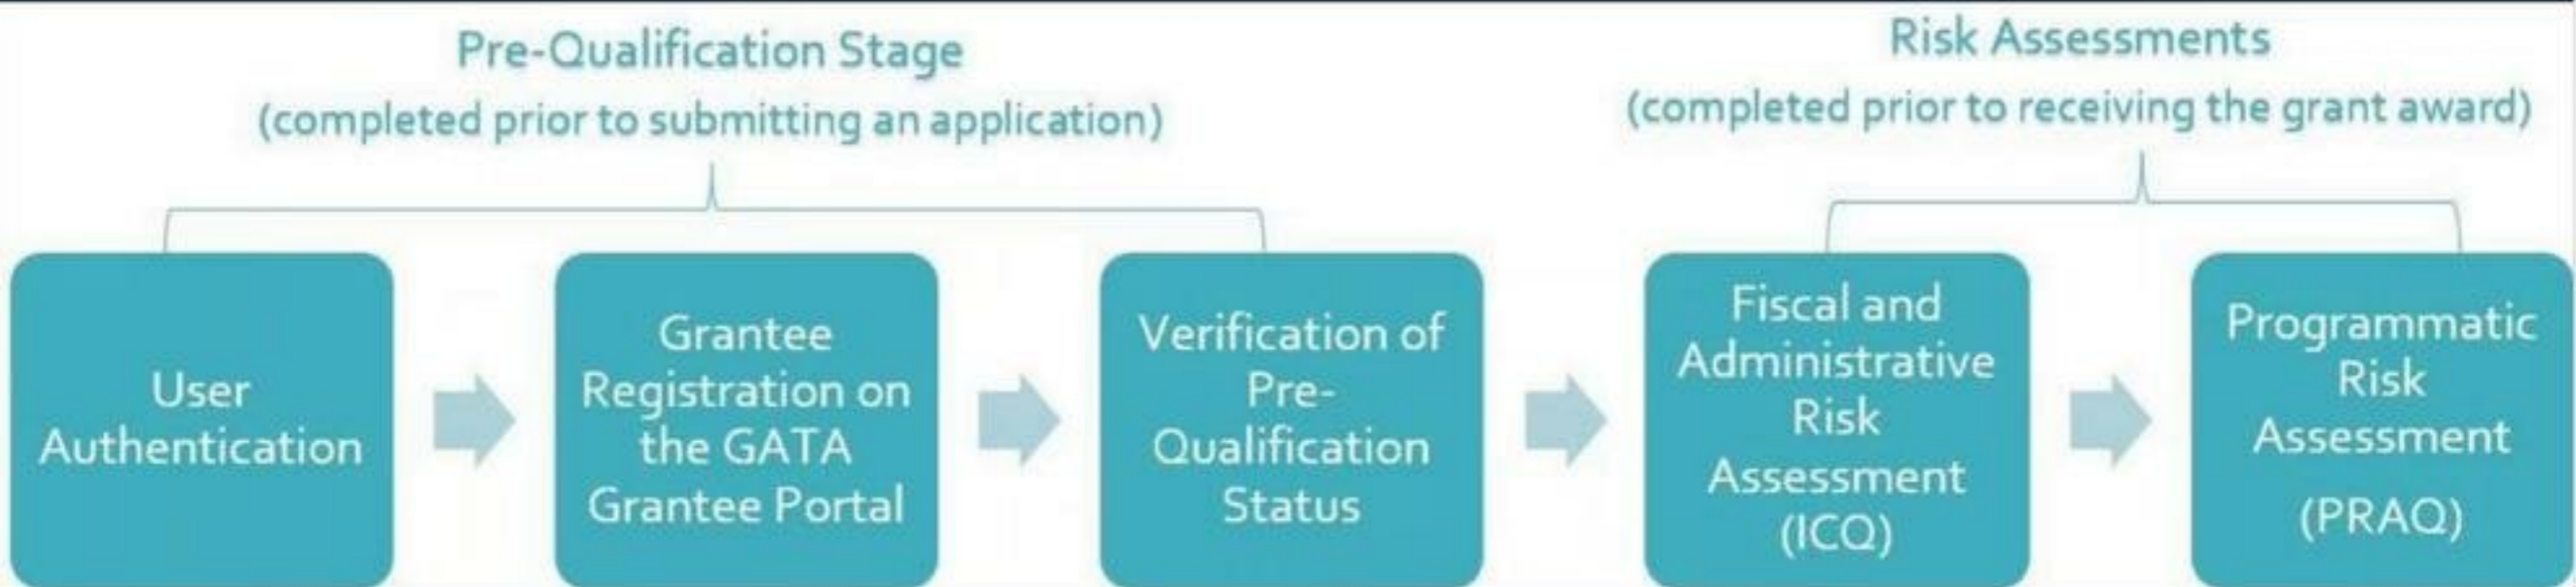 Pre-Qualification Stage
(completed prior to submitting an application)
Risk Assessments
(completed prior to receiving the grant award)
User
Authentication
Grantee
Registration on
the GATA
Grantee Portal
Verification of
Pre-
Qualification
Status
Fiscal and
Administrative
Risk
Assessment
(ICQ)
Programmatic
Risk
Assessment
(PRAQ)